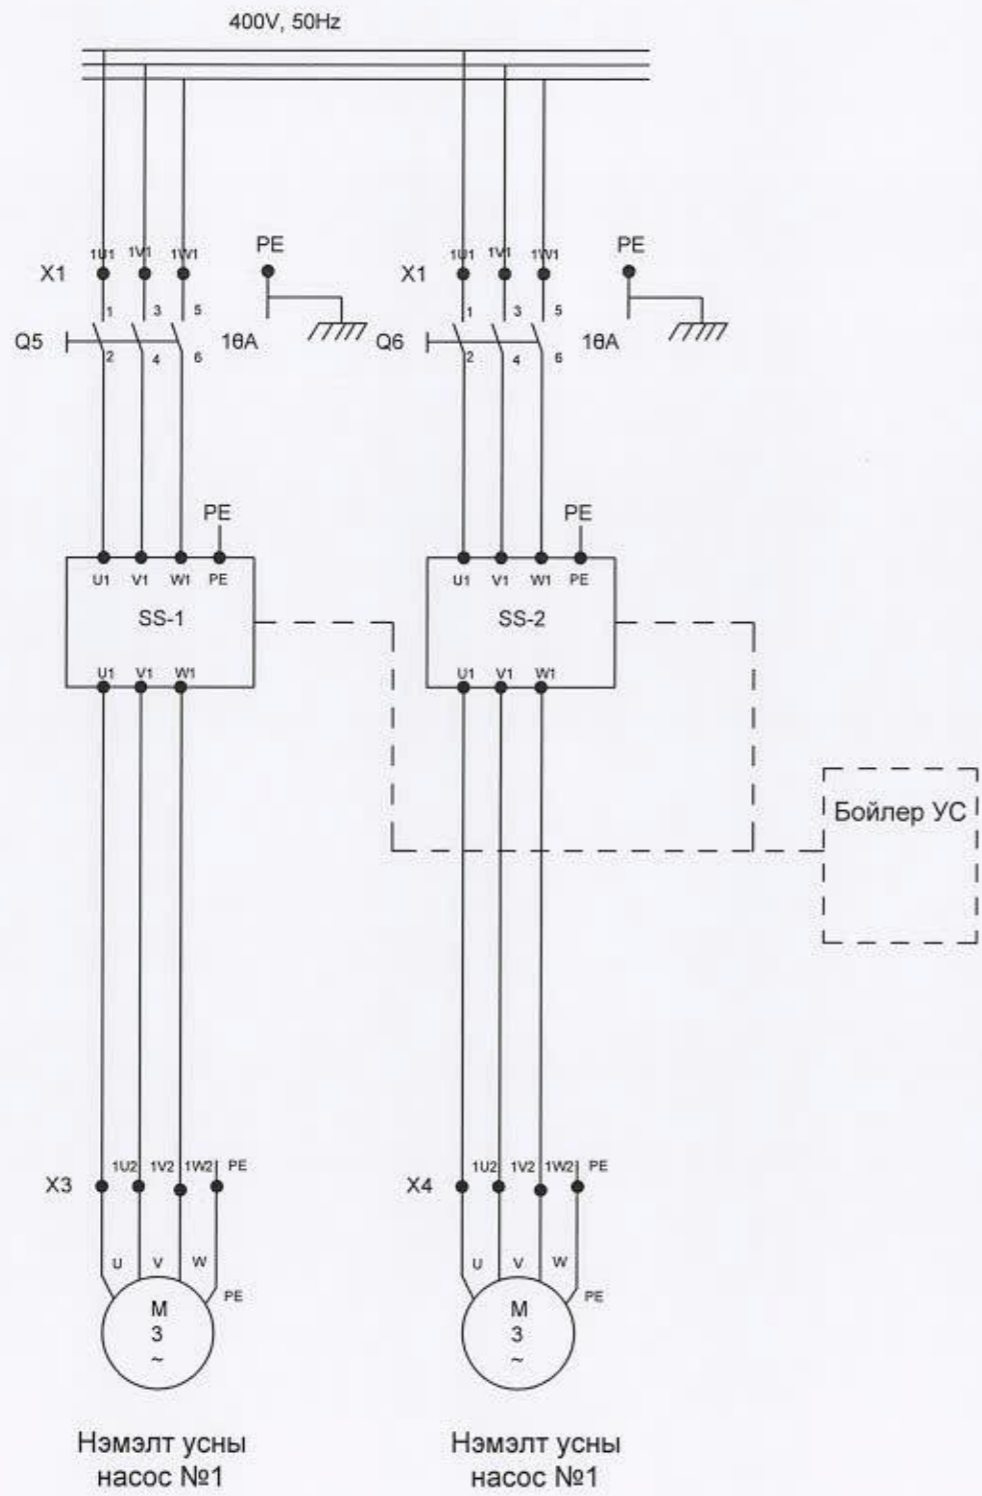 400V, 50Hz
1U1 1V1 1W1 PE 1U1 1V1 1W1 PE
X1 X1
1 3 5 1 3 5
Q5 1θA Q6 1θA
2 4 6 2 4 6
PE PE
U1 V1 W1 PE U1 V1 W1 PE
SS-1 SS-2
U1 V1 W1 U1 V1 W1
Бойлер УС
1U2 1V2 1W2 PE 1U2 1V2 1W2 PE
X3 X4
U V W U V W
PE PE
M M
3 3
~ ~
Нэмэлт усны Нэмэлт усны
насос №1 насос №1